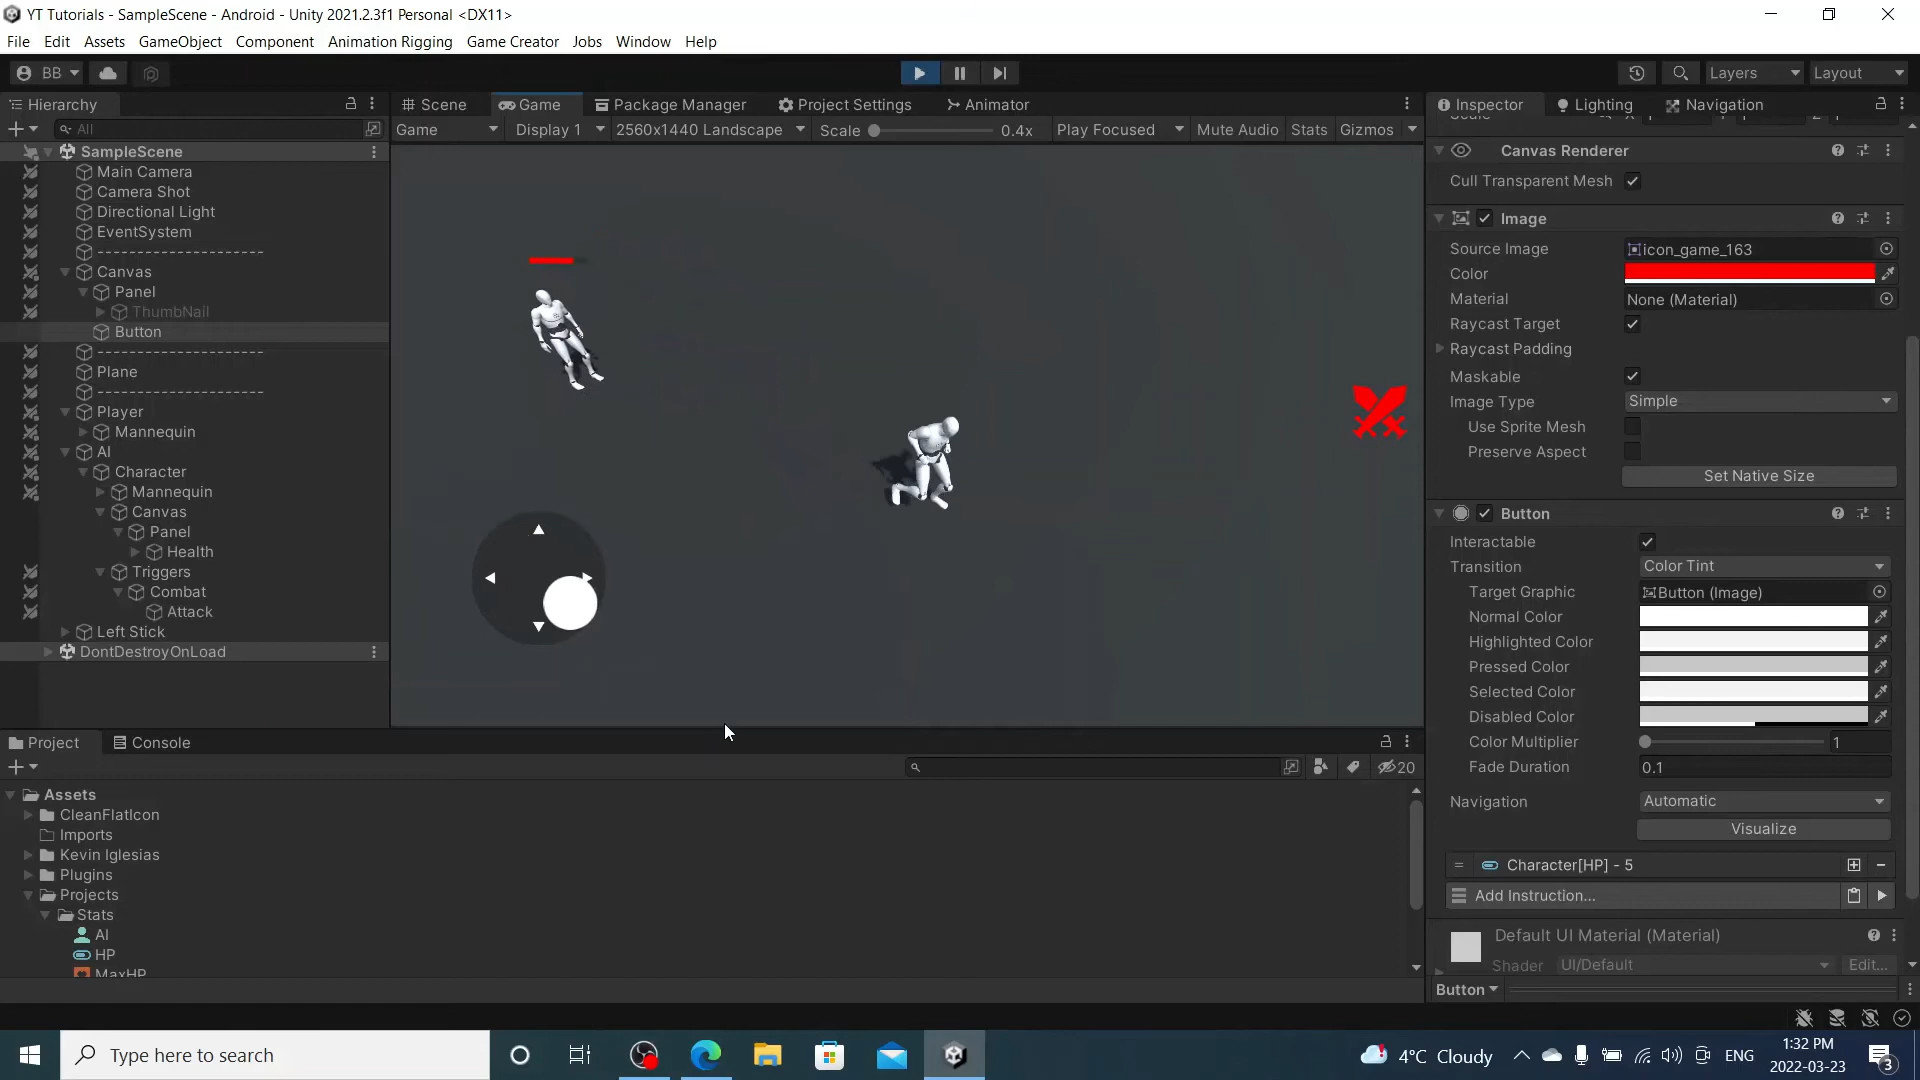 YT Tutorials - SampleScene - Android - Unity 2021.2.3f1 Personal <DX11>
File Edit Assets GameObject Component Animation Rigging Game Creator Jobs Window Help
BB Layers Layout
Hierarchy
All
SampleScene
Main Camera
Camera Shot
Directional Light
EventSystem
--------------------
Canvas
Panel
ThumbNail
Button
--------------------
Plane
--------------------
Player
Mannequin
AI
Character
Mannequin
Canvas
Panel
Health
Triggers
Combat
Attack
Left Stick
DontDestroyOnLoad
Scene Game Package Manager Project Settings Animator
Game Display 1 2560x1440 Landscape Scale 0.4x Play Focused Mute Audio Stats Gizmos
Inspector Lighting Navigation
Canvas Renderer
Cull Transparent Mesh
Image
Source Image icon_game_163
Color
Material None (Material)
Raycast Target
Raycast Padding
Maskable
Image Type Simple
Use Sprite Mesh
Preserve Aspect
Set Native Size
Button
Interactable
Transition Color Tint
Target Graphic Button (Image)
Normal Color
Highlighted Color
Pressed Color
Selected Color
Disabled Color
Color Multiplier 1
Fade Duration 0.1
Navigation Automatic
Visualize
Character[HP] - 5
Add Instruction...
Default UI Material (Material)
Shader UI/Default Edit...
Button
Project Console
20
Assets
CleanFlatIcon
Imports
Kevin Iglesias
Plugins
Projects
Stats
AI
HP
MaxHP
Type here to search
4°C Cloudy ENG
1:32 PM
2022-03-23
3